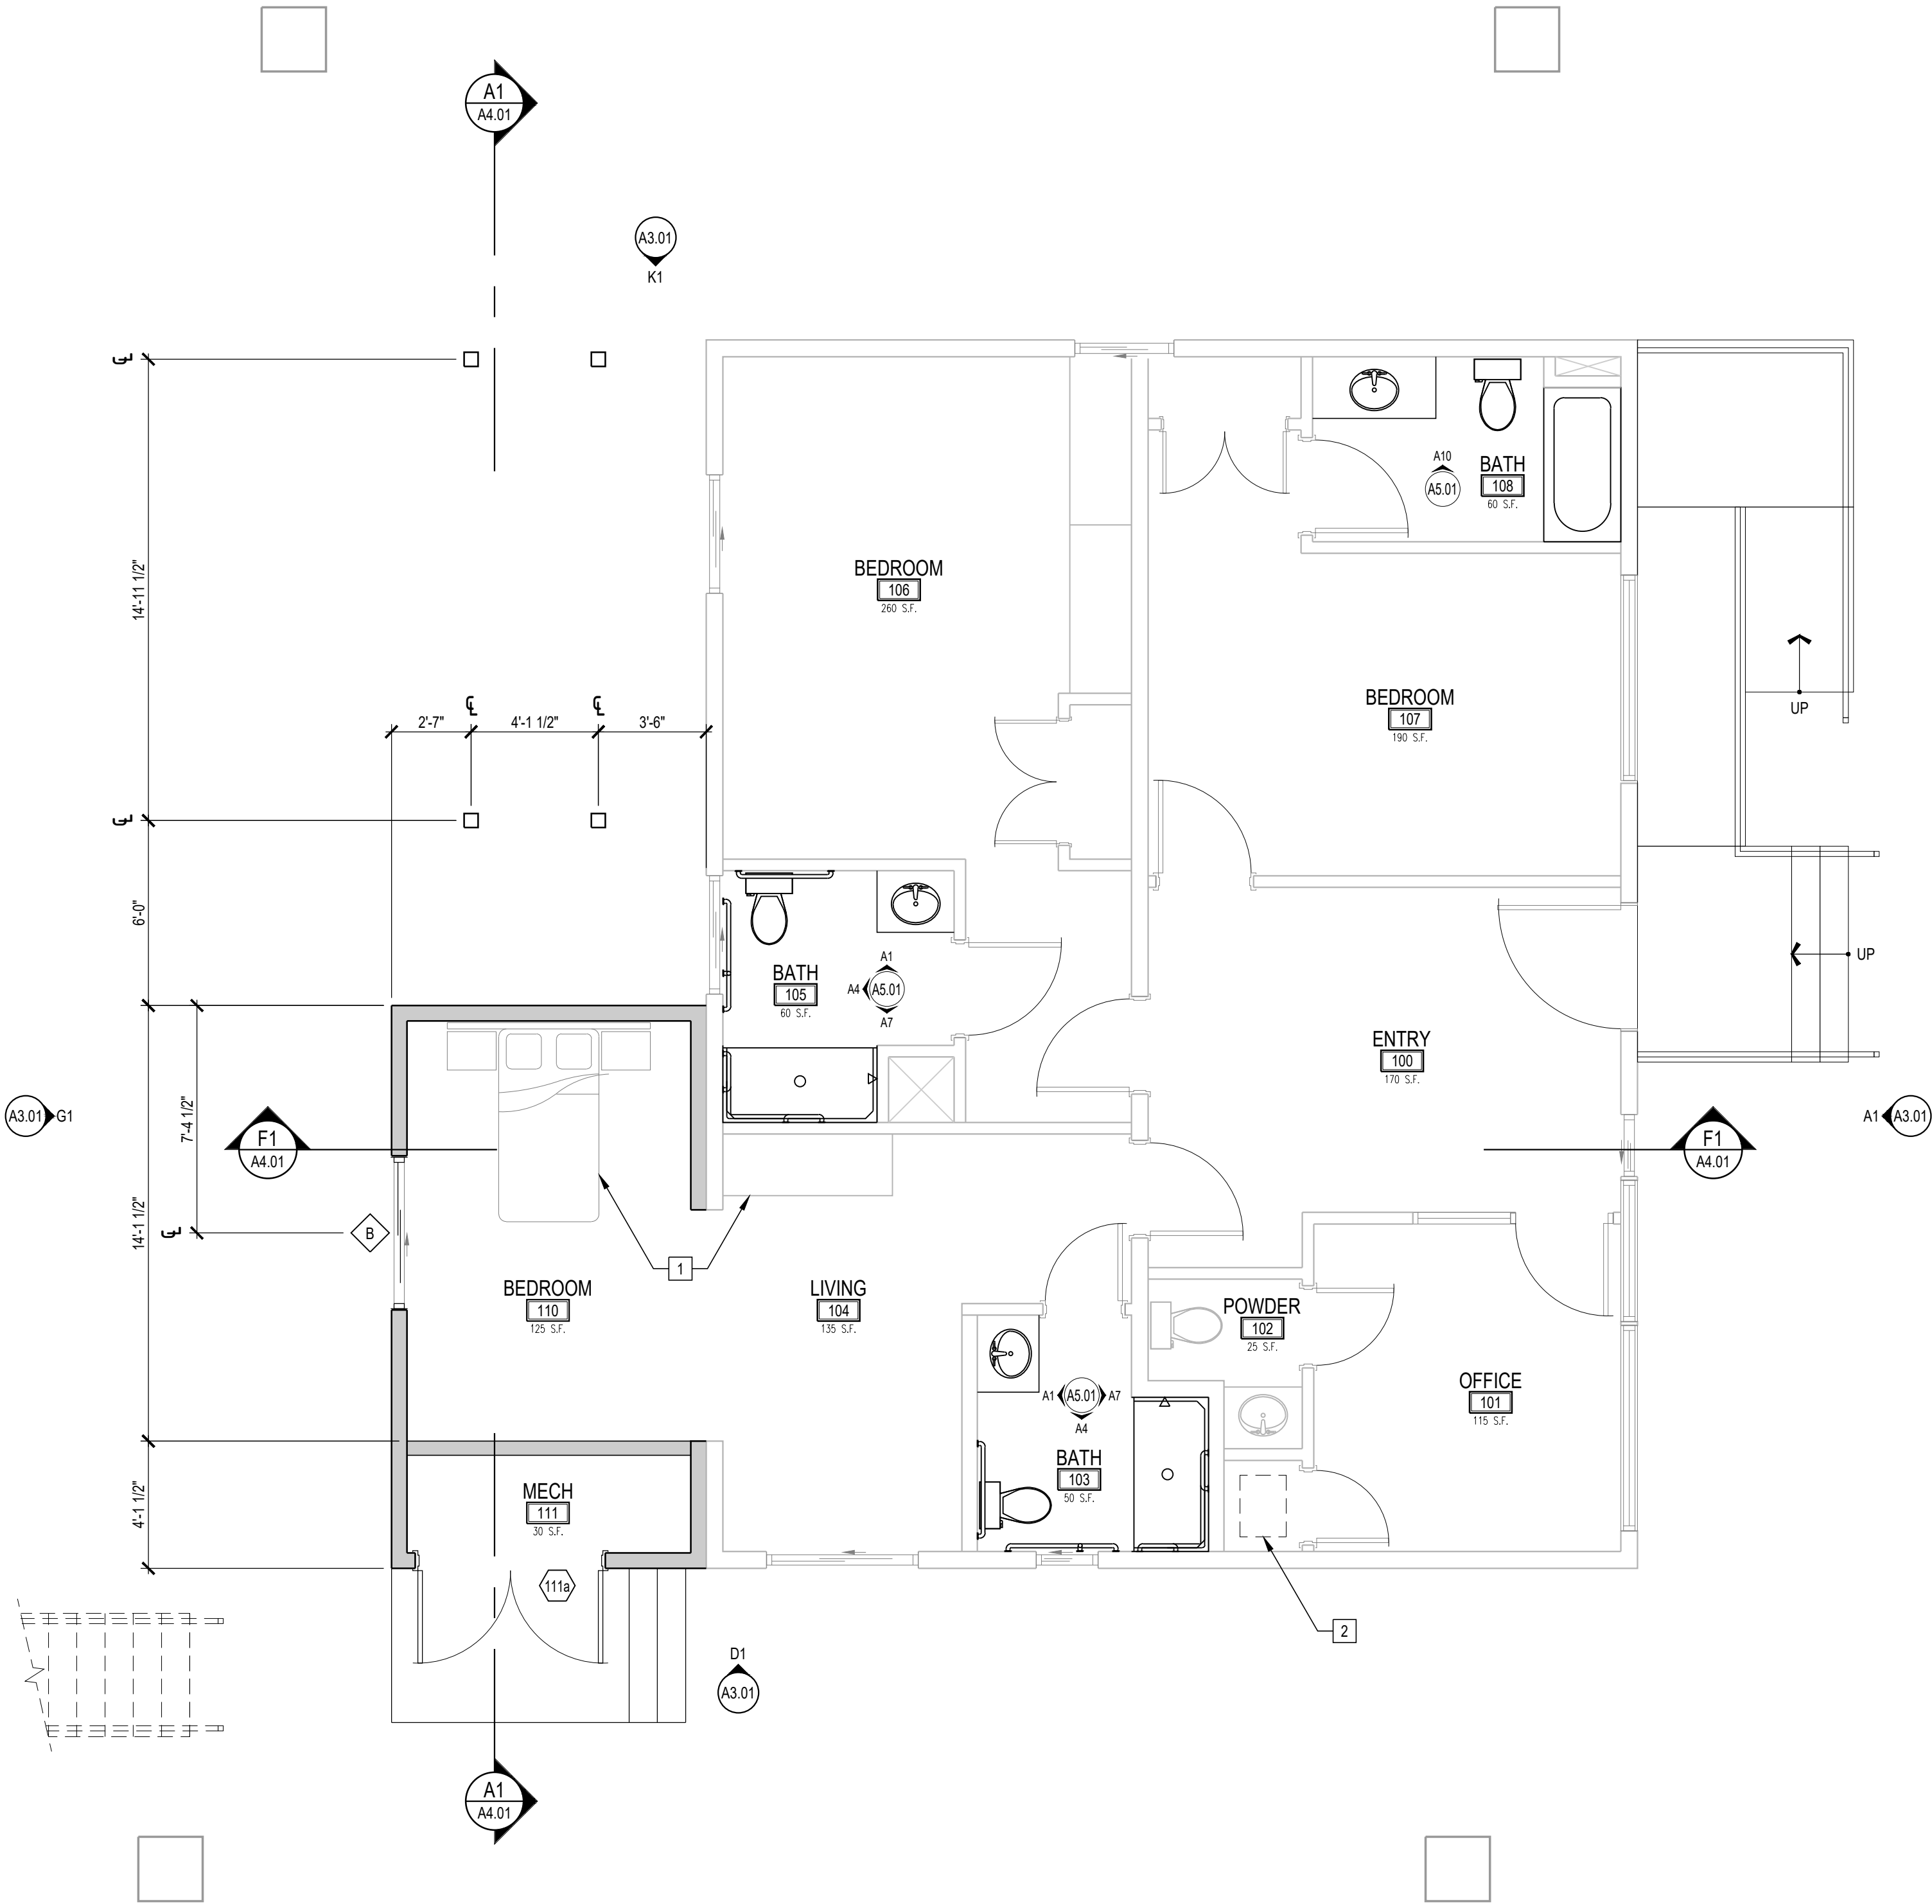 A1
A4.01
A3.01
K1
14'-11 1/2"
BATH
108
60 S.F.
A10
A5.01
BEDROOM
106
260 S.F.
BEDROOM
107
190 S.F.
UP
2'-7"
4'-1 1/2"
3'-6"
6'-0"
BATH
105
60 S.F.
A1
A4
A5.01
A7
UP
ENTRY
100
170 S.F.
A3.01
G1
7'-4 1/2"
F1
A4.01
F1
A4.01
A1
A3.01
14'-1 1/2"
B
1
BEDROOM
110
125 S.F.
LIVING
104
135 S.F.
POWDER
102
25 S.F.
OFFICE
101
115 S.F.
A1
A5.01
A7
A4
BATH
103
50 S.F.
4'-1 1/2"
MECH
111
30 S.F.
111a
2
D1
A3.01
A1
A4.01